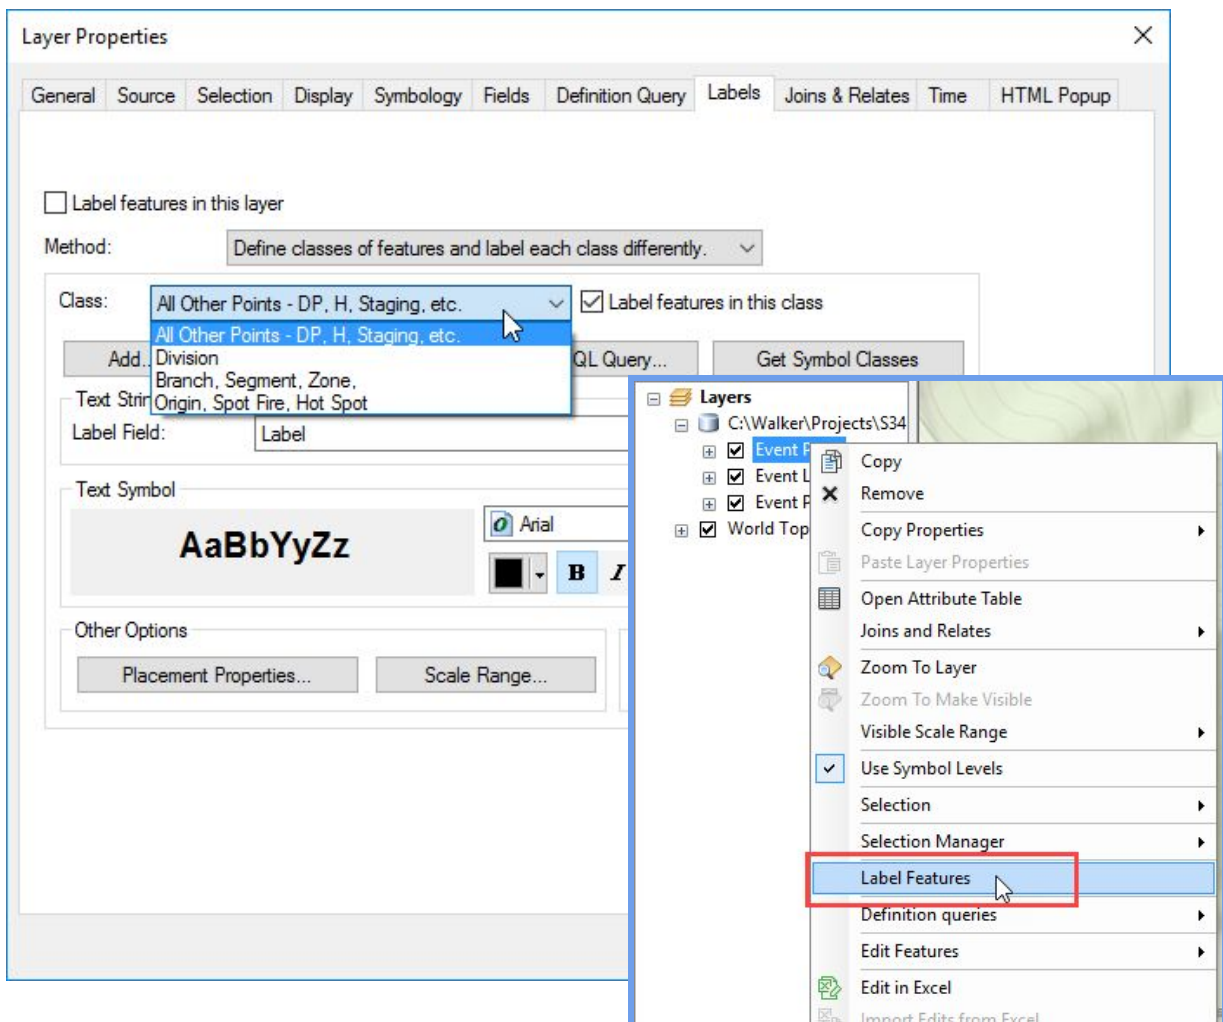 Layer Properties
General Source Selection Display Symbology Fields Definition Query Labels Joins & Relates Time HTML Popup
Label features in this layer
Method: Define classes of features and label each class differently.
Class: All Other Points - DP, H, Staging, etc. Label features in this class
All Other Points - DP, H, Staging, etc.
Division
Branch, Segment, Zone,
Origin, Spot Fire, Hot Spot
Add.. QL Query... Get Symbol Classes
Text Strin
Label Field: Label
Text Symbol
AaBbYyZz
Arial
B I
Other Options
Placement Properties... Scale Range...
Layers
C:\Walker\Projects\S34
Event P
Event L
Event P
World Top
Copy
Remove
Copy Properties
Paste Layer Properties
Open Attribute Table
Joins and Relates
Zoom To Layer
Zoom To Make Visible
Visible Scale Range
Use Symbol Levels
Selection
Selection Manager
Label Features
Definition queries
Edit Features
Edit in Excel
Import Edits from Excel